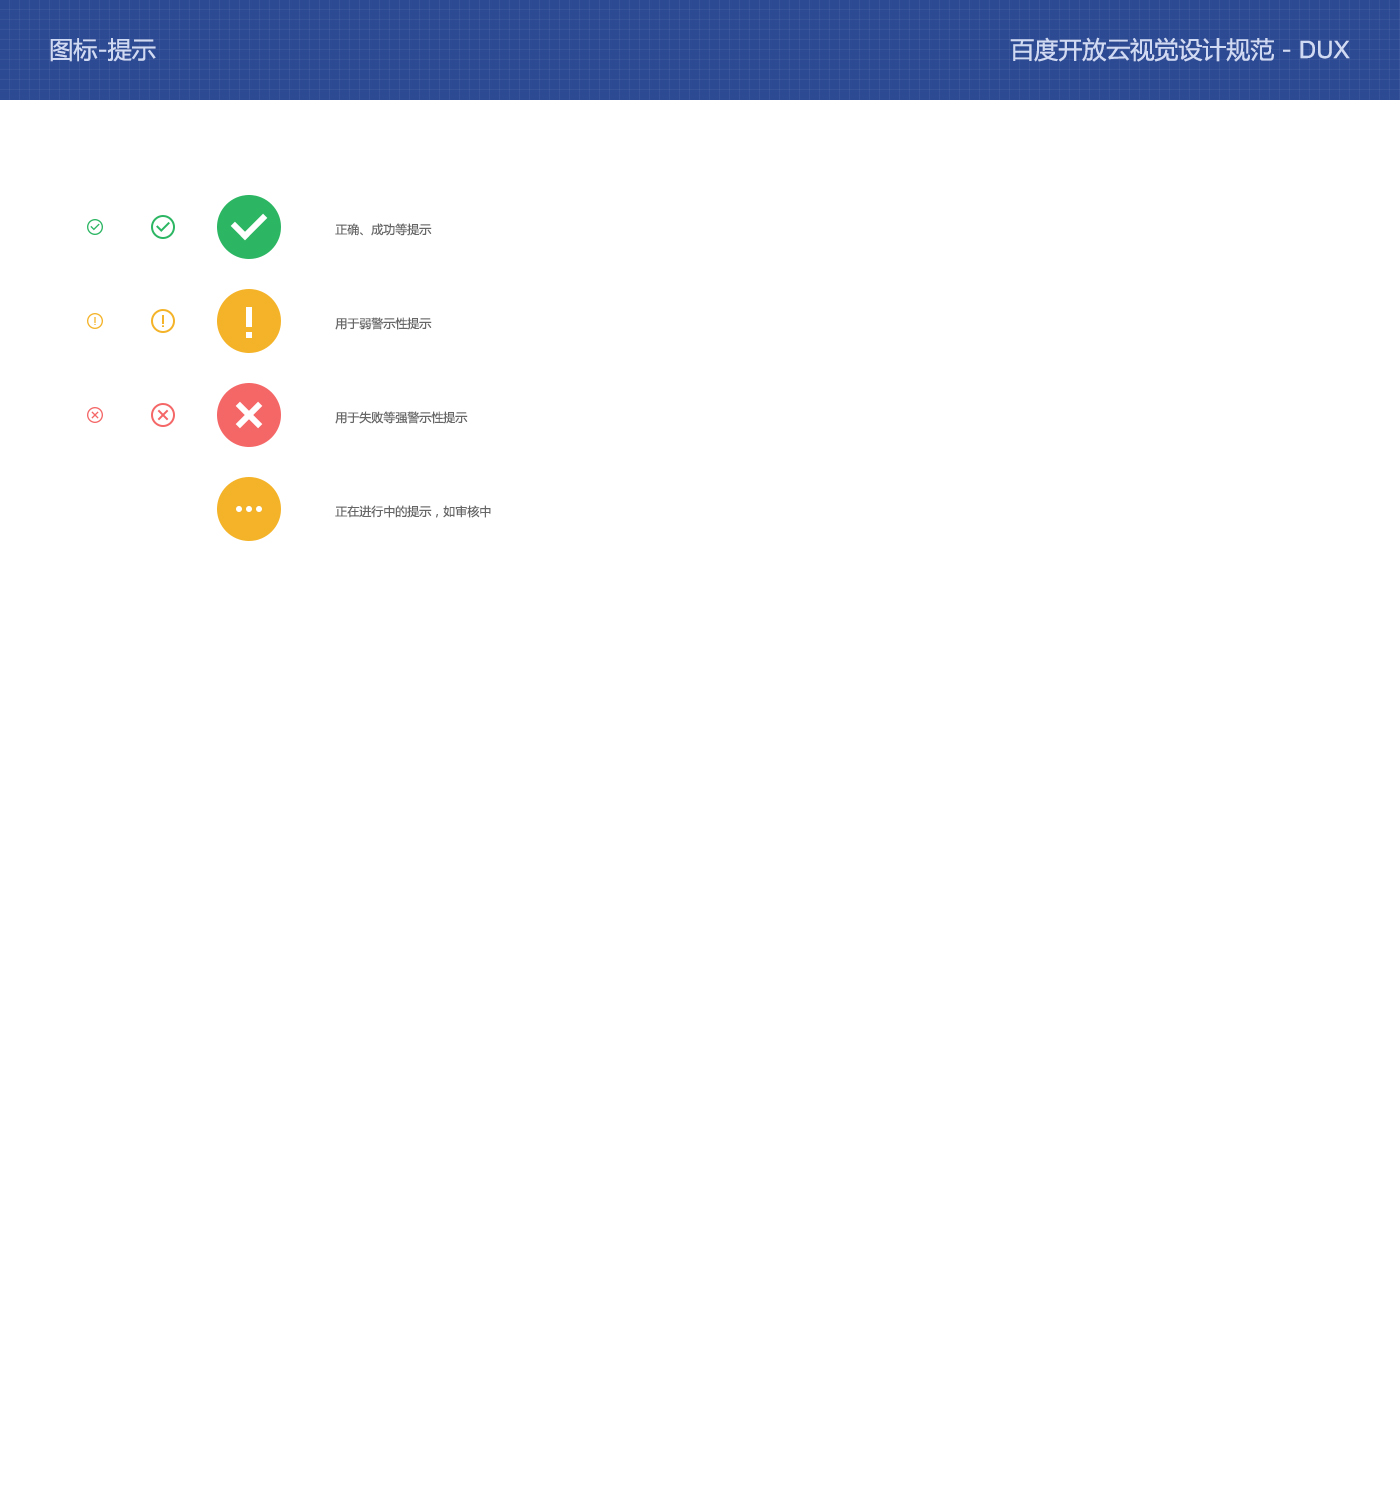 图标-提示
百度开放云视觉设计规范 - DUX
正确、成功等提示
用于弱警示性提示
用于失败等强警示性提示
正在进行中的提示，如审核中